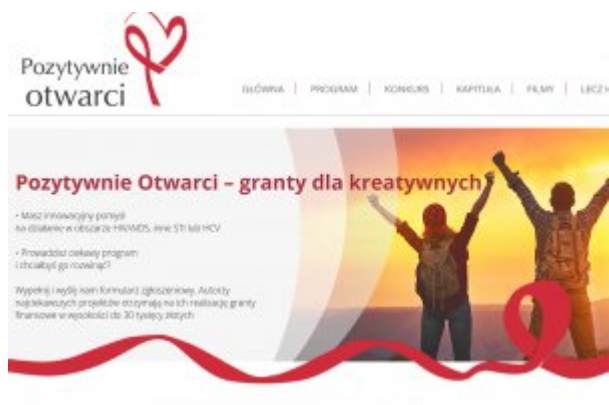 Pozytywnie
otwarci
GŁÓWNA | PROGRAM | KONKURS | KAPITUŁA | FILMY | LECZ
Pozytywnie Otwarci – granty dla kreatywnych
• Masz innowacyjny pomysł
na działanie w obszarze HIV/AIDS, inne STI lub HCV
• Prowadzisz ciekawy program
i chciałbyś go rozwinąć?
Wypełnij i wyślij nam formularz zgłoszeniowy. Autorzy
najciekawszych projektów otrzymają na ich realizację granty
finansowe w wysokości do 30 tysięcy złotych